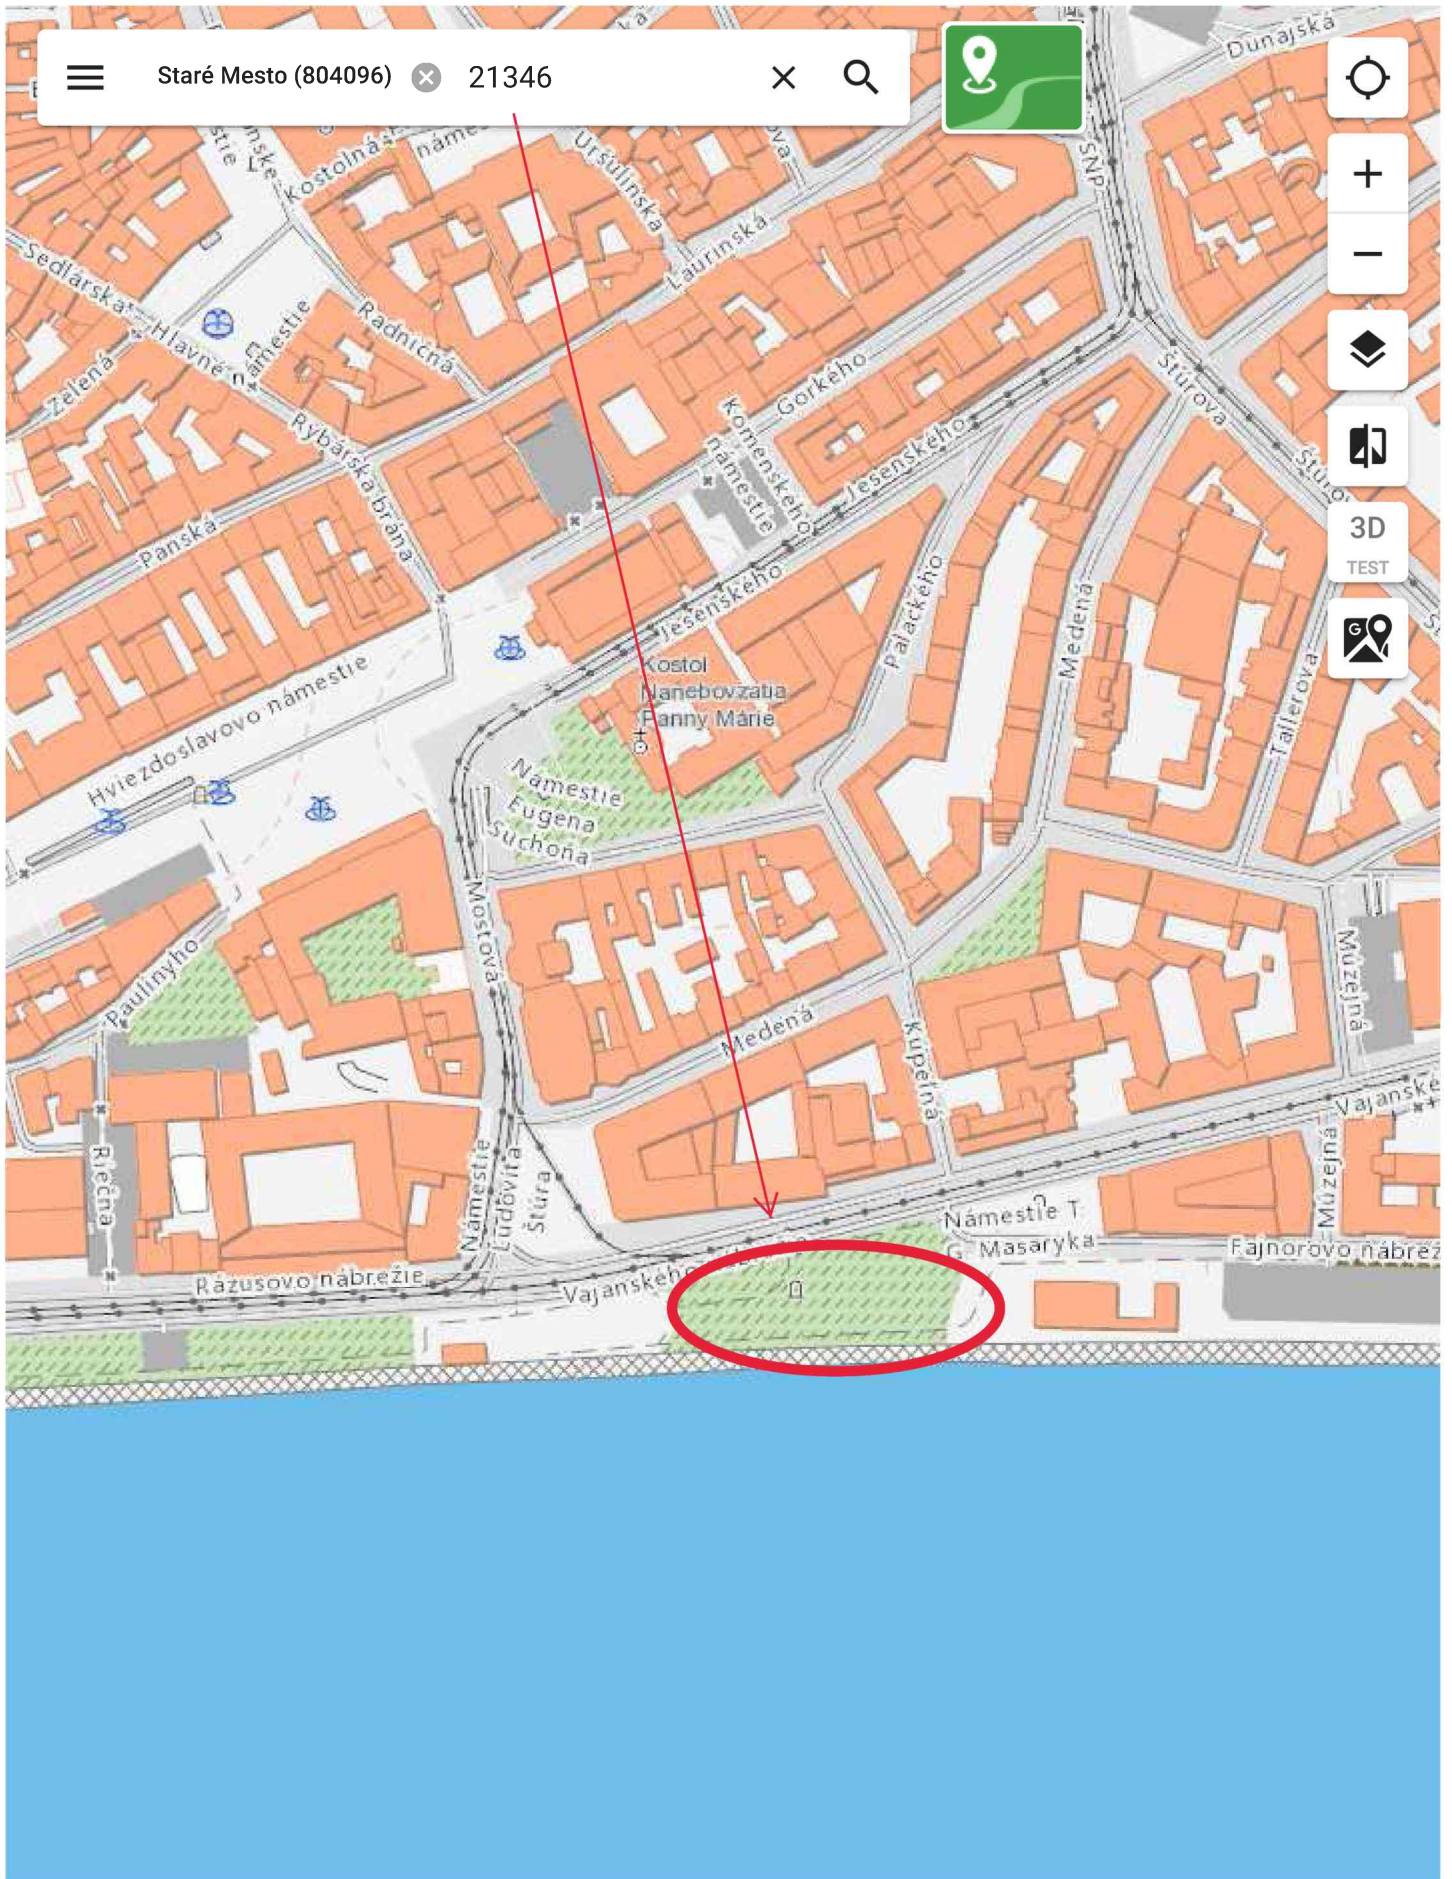 Staré Mesto (804096) 21346
Dunajská
Kostolná
námes
Uršulínska
SNP
Laurinská
Sedlárska
Hlavné námestie
Radničná
Zelená
Rybárska brána
Gorkého
Komenského
námestie
Jesenského
Štúrova
3D
TEST
Panská
Jesenského
Palackého
Medená
Hviezdoslavovo námestie
Kostol
Nanebovzatia
Panny Márie
Tallerova
Námestie
Eugena
Suchoňa
Mostová
Paulínyho
Medená
Kúpeľná
Múzejná
Vajanské
Riečna
Námestie
Ľudovíta
Štúra
Múzejná
Námestie T.
G. Masaryka
Fajnorovo nábrež
Rázusovo nábrežie
Vajanského